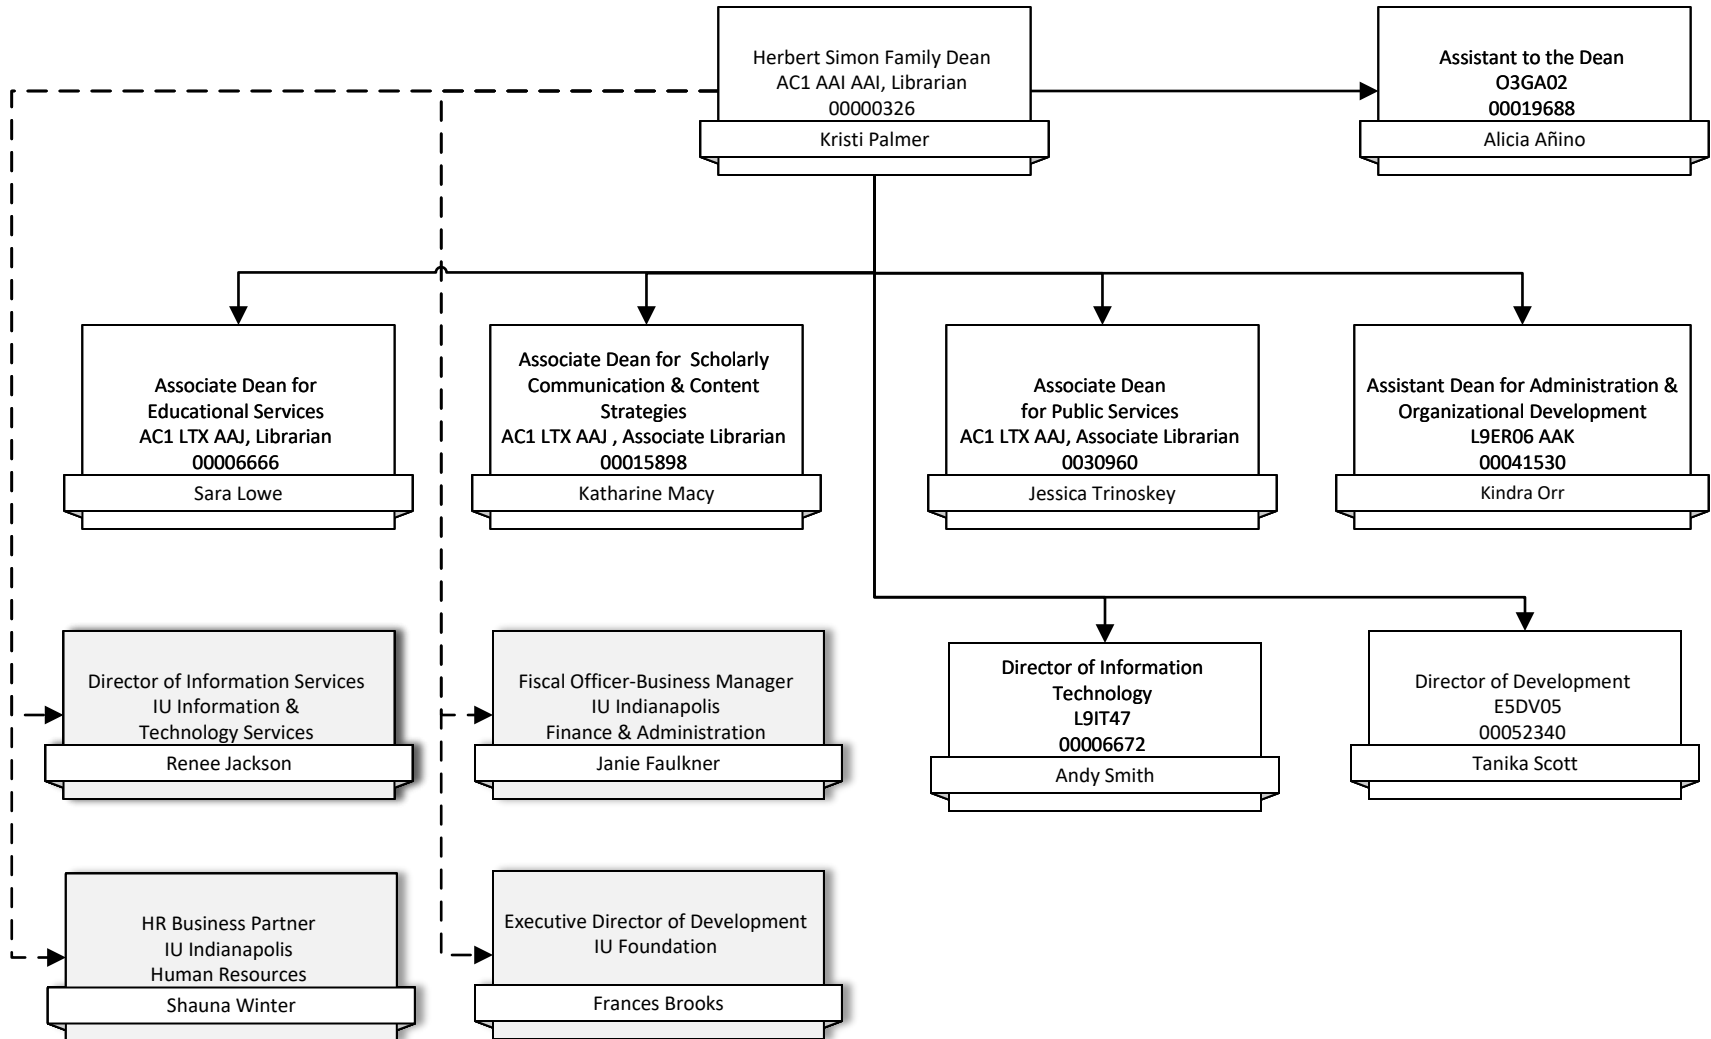 Herbert Simon Family Dean
AC1 AAI AAI, Librarian
00000326
Kristi Palmer
Assistant to the Dean
O3GA02
00019688
Alicia Añino
Associate Dean for
Educational Services
AC1 LTX AAJ, Librarian
00006666
Sara Lowe
Associate Dean for Scholarly
Communication & Content
Strategies
AC1 LTX AAJ , Associate Librarian
00015898
Katharine Macy
Associate Dean
for Public Services
AC1 LTX AAJ, Associate Librarian
0030960
Jessica Trinoskey
Assistant Dean for Administration &
Organizational Development
L9ER06 AAK
00041530
Kindra Orr
Director of Information Services
IU Information &
Technology Services
Renee Jackson
Fiscal Officer-Business Manager
IU Indianapolis
Finance & Administration
Janie Faulkner
Director of Information
Technology
L9IT47
00006672
Andy Smith
Director of Development
E5DV05
00052340
Tanika Scott
HR Business Partner
IU Indianapolis
Human Resources
Shauna Winter
Executive Director of Development
IU Foundation
Frances Brooks